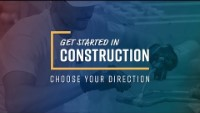 GET STARTED IN
CONSTRUCTION
CHOOSE YOUR DIRECTION